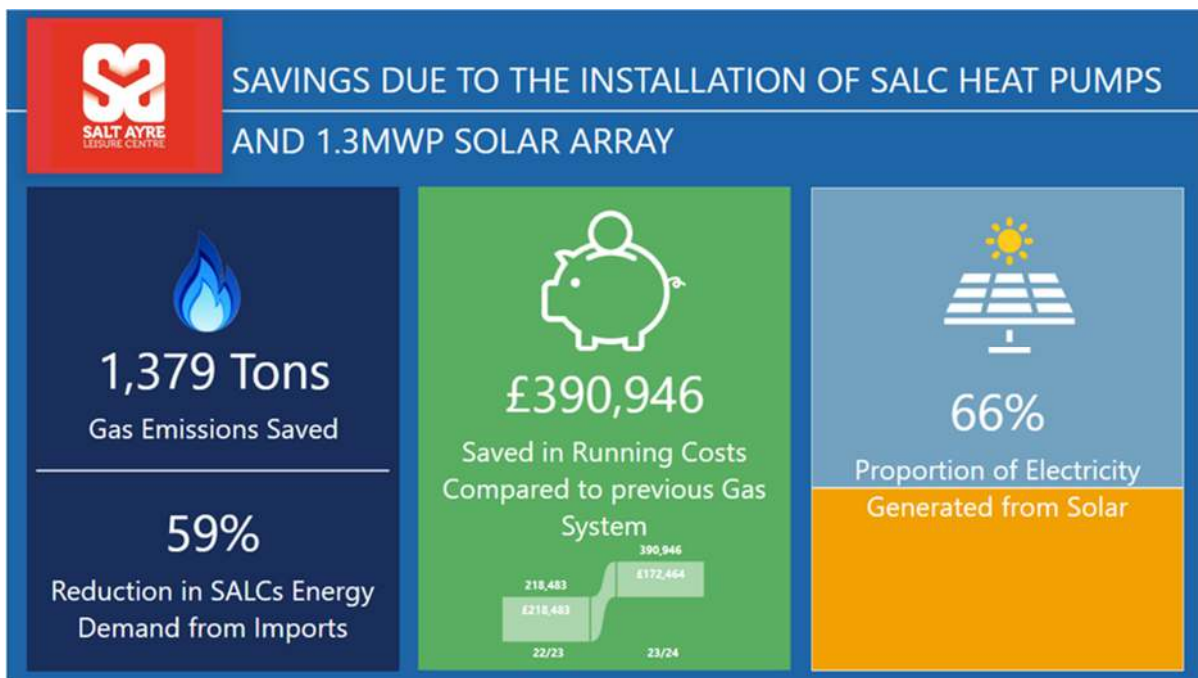 SALT AYRE
LEISURE CENTRE
SAVINGS DUE TO THE INSTALLATION OF SALC HEAT PUMPS
AND 1.3MWP SOLAR ARRAY
1,379 Tons
Gas Emissions Saved
59%
Reduction in SALCs Energy
Demand from Imports
£390,946
Saved in Running Costs
Compared to previous Gas
System
390,946
218,483
£172,464
£218,483
22/23
23/24
66%
Proportion of Electricity
Generated from Solar